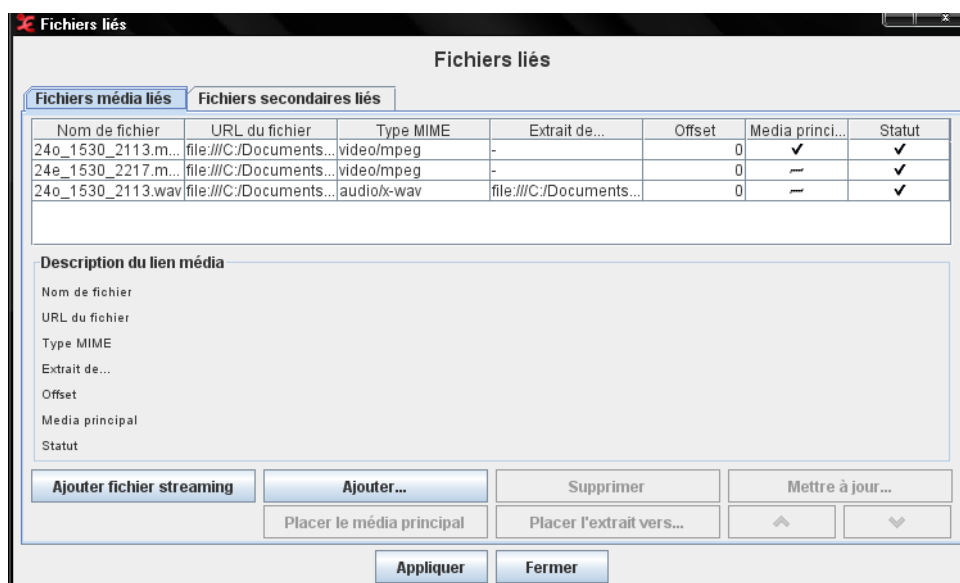 Fichiers liés
Fichiers liés
Fichiers média liés Fichiers secondaires liés
Nom de fichier URL du fichier Type MIME Extrait de... Offset Media princi... Statut
24o_1530_2113.m... file:///C:/Documents... video/mpeg - 0 ✔ ✔
24e_1530_2217.m... file:///C:/Documents... video/mpeg - 0 ✔
24o_1530_2113.wav file:///C:/Documents... audio/x-wav file:///C:/Documents... 0 ✔
Description du lien média
Nom de fichier
URL du fichier
Type MIME
Extrait de...
Offset
Media principal
Statut
Ajouter fichier streaming Ajouter... Supprimer Mettre à jour...
Placer le média principal Placer l'extrait vers...
Appliquer Fermer